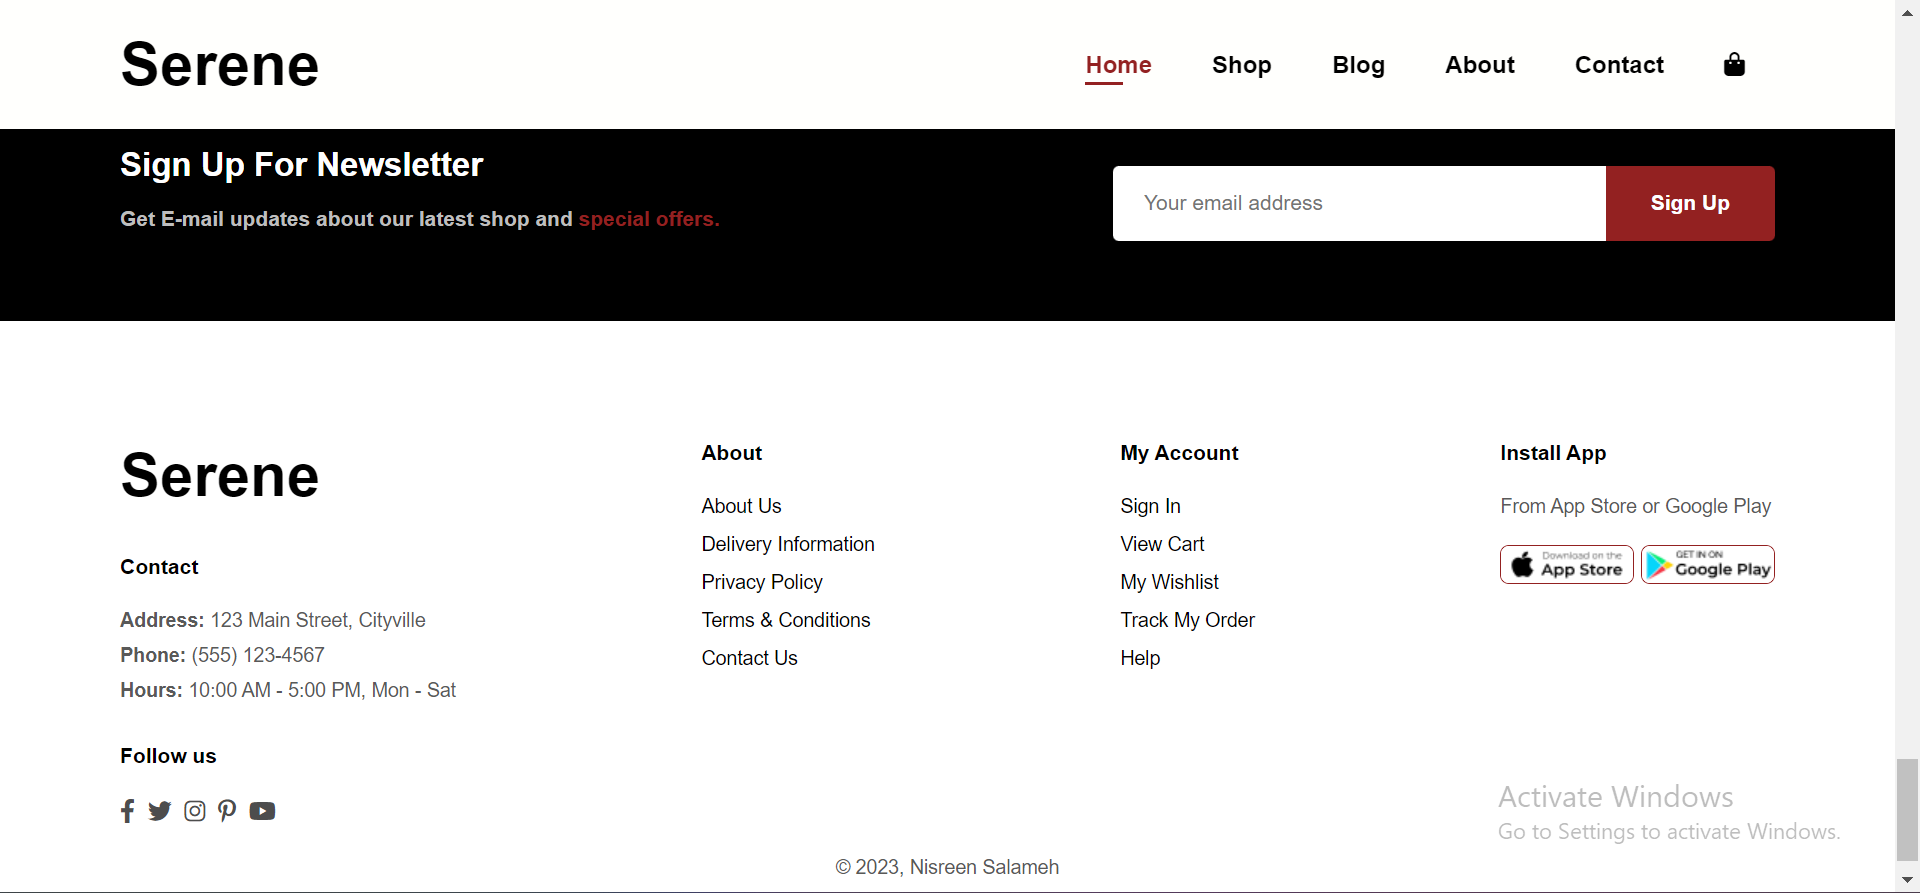 Serene
Home Shop Blog About Contact
Sign Up For Newsletter
Get E-mail updates about our latest shop and special offers.
Your email address
Sign Up
Serene
Contact
Address: 123 Main Street, Cityville
Phone: (555) 123-4567
Hours: 10:00 AM - 5:00 PM, Mon - Sat
Follow us
About
About Us
Delivery Information
Privacy Policy
Terms & Conditions
Contact Us
My Account
Sign In
View Cart
My Wishlist
Track My Order
Help
Install App
From App Store or Google Play
Download on the
App Store
GET IN ON
Google Play
Activate Windows
Go to Settings to activate Windows.
© 2023, Nisreen Salameh